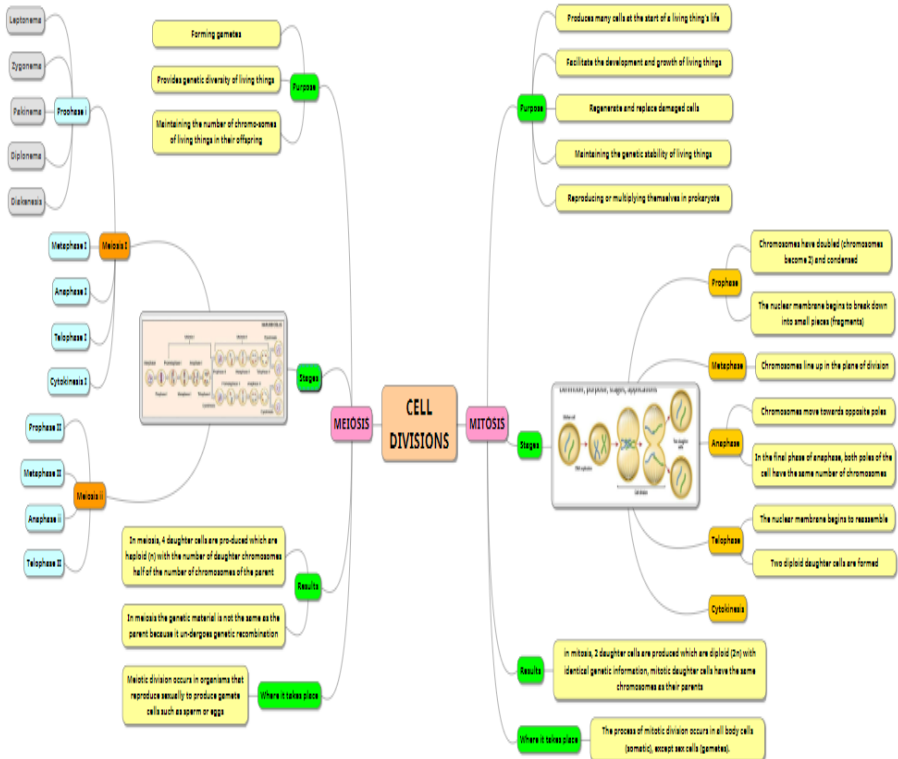 CELL
DIVISIONS
MEIOSIS
Purpose
Forming gametes
Provides genetic diversity of living things
Maintaining the number of chromo-somes
of living things in their offspring
Stages
Meiosis I
Prophase i
Leptonema
Zygonema
Pakinema
Diplonema
Diakenesis
Metaphase I
Anaphase I
Telophase I
Cytokinesis I
Meiosis ii
Prophase II
Metaphase II
Anaphase ii
Telophase II
Results
In meiosis, 4 daughter cells are pro-duced which are
haploid (n) with the number of daughter chromosomes
half of the number of chromosomes of the parent
In meiosis the genetic material is not the same as the
parent because it un-dergoes genetic recombination
Where it takes place
Meiotic division occurs in organisms that
reproduce sexually to produce gamete
cells such as sperm or eggs
MITOSIS
Purpose
Produces many cells at the start of a living thing's life
Facilitate the development and growth of living things
Regenerate and replace damaged cells
Maintaining the genetic stability of living things
Reproducing or multiplying themselves in prokaryote
Stages
Definition, purpose, stages, applications
DNA replication
Prophase
Chromosomes have doubled (chromosomes
become 2) and condensed
The nuclear membrane begins to break down
into small pieces (fragments)
Metaphase
Chromosomes line up in the plane of division
Anaphase
Chromosomes move towards opposite poles
In the final phase of anaphase, both poles of the
cell have the same number of chromosomes
Telophase
The nuclear membrane begins to reassemble
Two diploid daughter cells are formed
Cytokinesis
Results
in mitosis, 2 daughter cells are produced which are diploid (2n) with
identical genetic information, mitotic daughter cells have the same
chromosomes as their parents
Where it takes place
The process of mitotic division occurs in all body cells
(somatic), except sex cells (gametes).